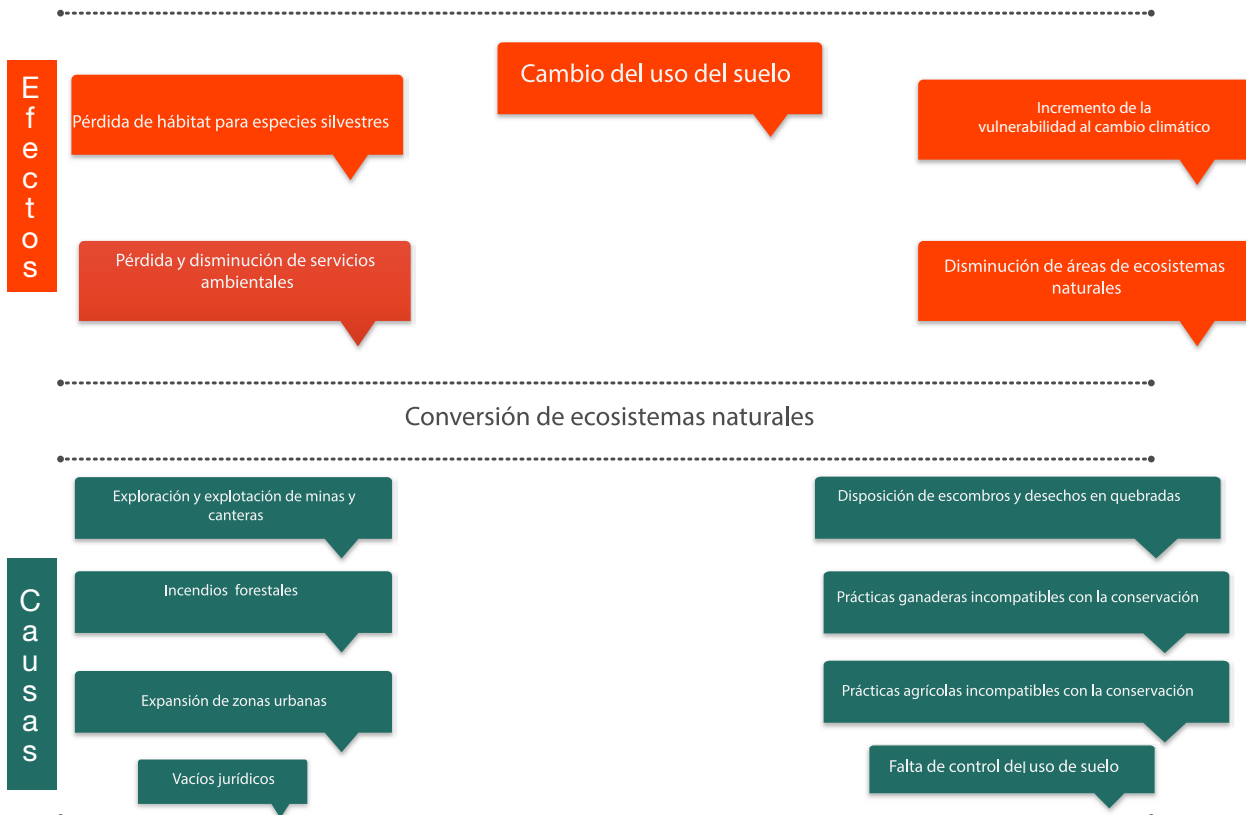 Efectos
Cambio del uso del suelo
Pérdida de hábitat para especies silvestres
Incremento de la
vulnerabilidad al cambio climático
Pérdida y disminución de servicios
ambientales
Disminución de áreas de ecosistemas
naturales
Conversión de ecosistemas naturales
Causas
Exploración y explotación de minas y
canteras
Disposición de escombros y desechos en quebradas
Incendios forestales
Prácticas ganaderas incompatibles con la conservación
Expansión de zonas urbanas
Prácticas agrícolas incompatibles con la conservación
Vacíos jurídicos
Falta de control del uso de suelo